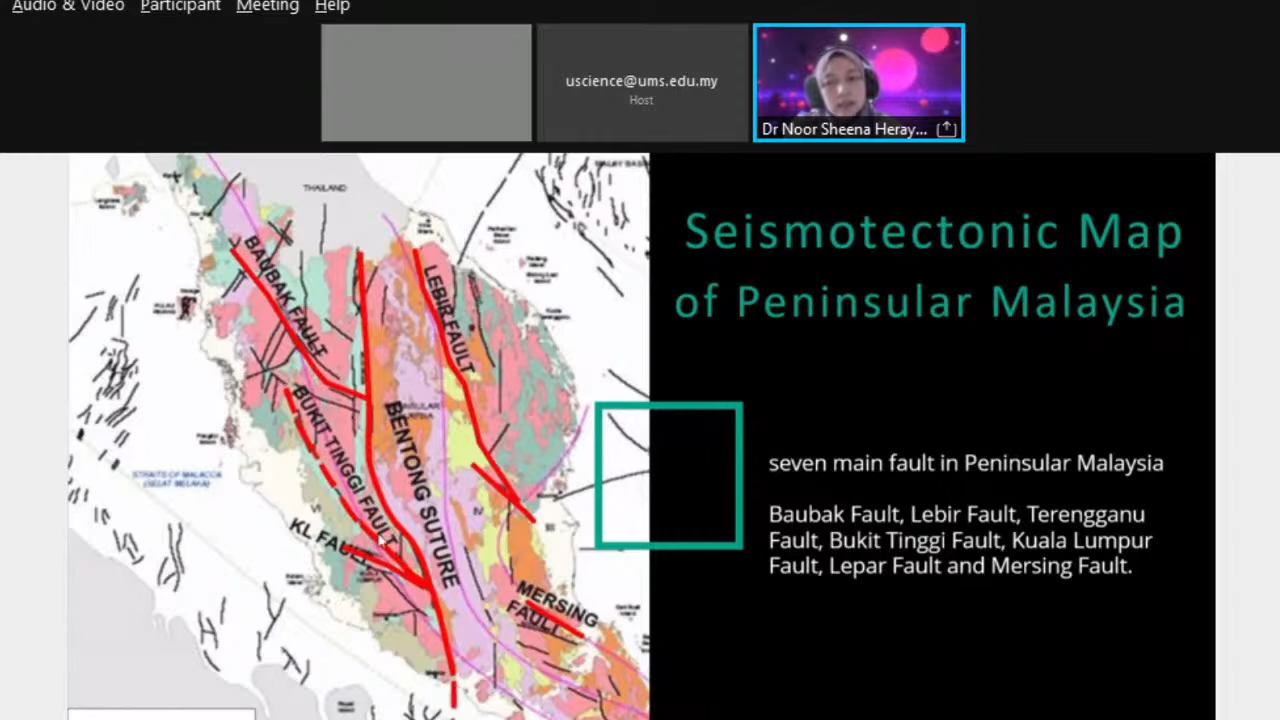 Audio & Video Participant Meeting Help
uscience@ums.edu.my
Host
Dr Noor Sheena Heray...
THAILAND
BAUBAK FAULT
LEBIR FAULT
BUKIT TINGGI FAULT
BENTONG SUTURE
KL FAULT
MERSING
FAULT
STRAITS OF MALACCA
(SELAT MELAKA)
VI
IV
Seismotectonic Map
of Peninsular Malaysia
seven main fault in Peninsular Malaysia
Baubak Fault, Lebir Fault, Terengganu
Fault, Bukit Tinggi Fault, Kuala Lumpur
Fault, Lepar Fault and Mersing Fault.